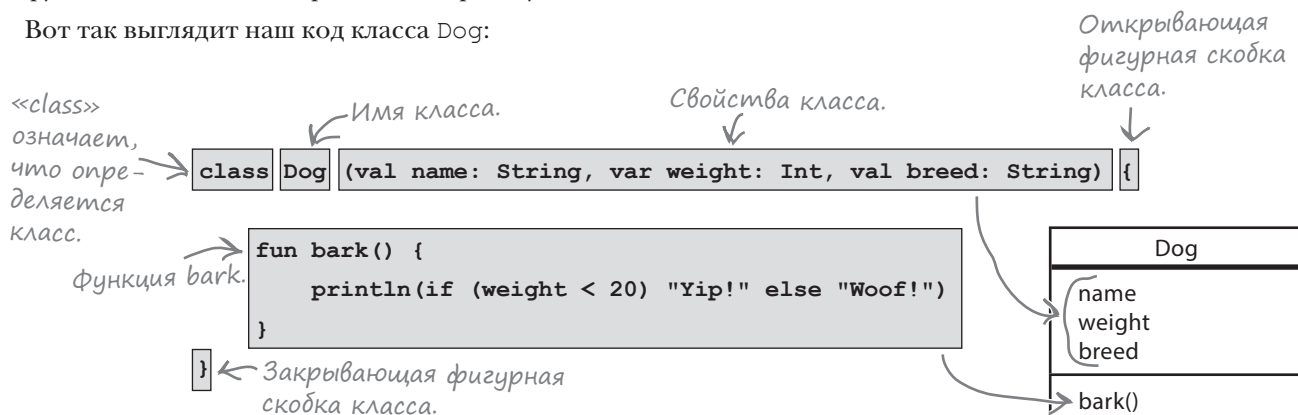 Вот так выглядит наш код класса Dog:
Открывающая
фигурная скобка
класса.
«class»
означает,
что опре-
деляется
класс.
Имя класса.
Свойства класса.
class Dog (val name: String, var weight: Int, val breed: String) {
Функция bark.
fun bark() {
println(if (weight < 20) "Yip!" else "Woof!")
}
}
Закрывающая фигурная
скобка класса.
Dog
name
weight
breed
bark()